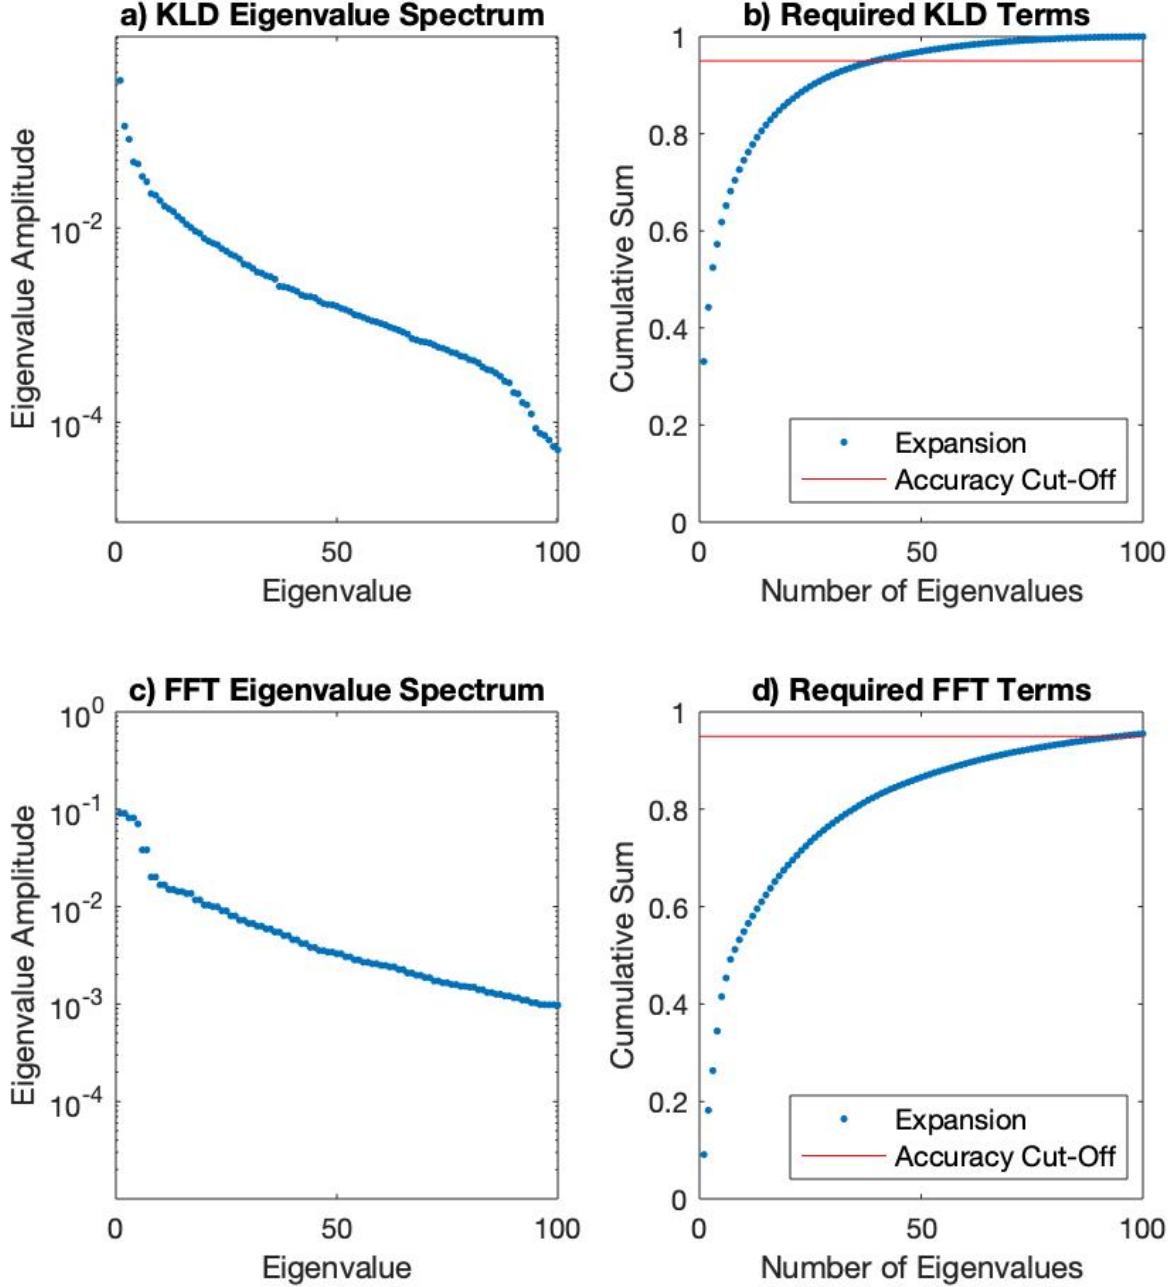 a) KLD Eigenvalue Spectrum
Eigenvalue Amplitude
10-2
10-4
0
50
100
Eigenvalue
b) Required KLD Terms
Cumulative Sum
1
0.8
0.6
0.4
0.2
0
Expansion
Accuracy Cut-Off
0
50
100
Number of Eigenvalues
c) FFT Eigenvalue Spectrum
Eigenvalue Amplitude
100
10-1
10-2
10-3
10-4
0
50
100
Eigenvalue
d) Required FFT Terms
Cumulative Sum
1
0.8
0.6
0.4
0.2
0
Expansion
Accuracy Cut-Off
0
50
100
Number of Eigenvalues